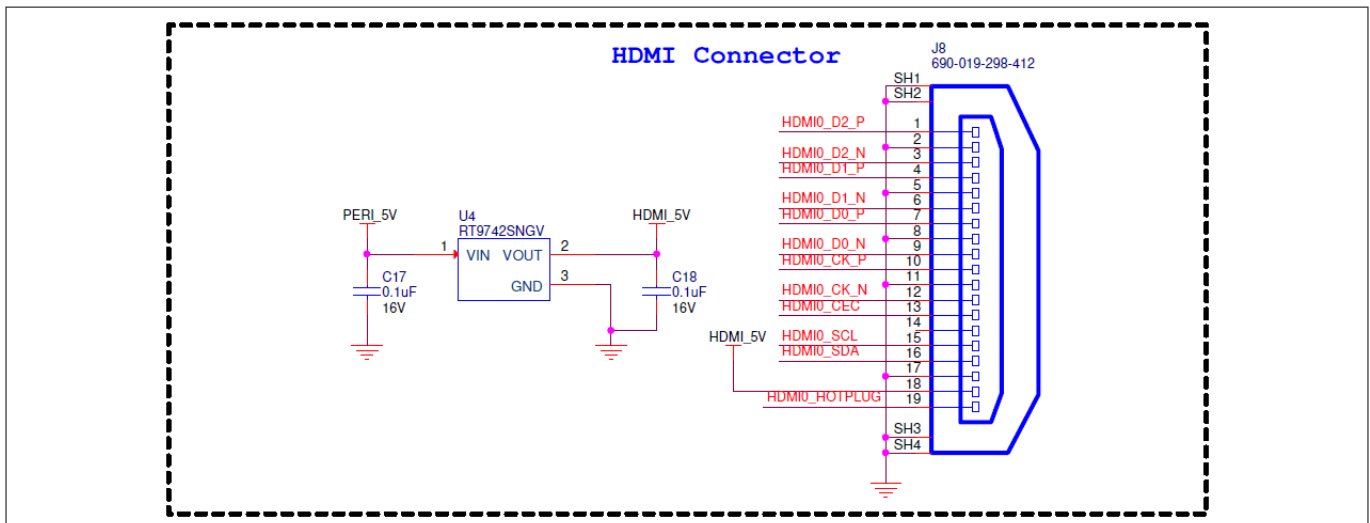 HDMI Connector
J8
690-019-298-412
SH1
SH2
HDMI0_D2_P 1
2
HDMI0_D2_N 3
HDMI0_D1_P 4
5
HDMI0_D1_N 6
HDMI0_D0_P 7
8
HDMI0_D0_N 9
HDMI0_CK_P 10
11
HDMI0_CK_N 12
HDMI0_CEC 13
14
HDMI0_SCL 15
HDMI0_SDA 16
17
HDMI_5V 18
HDMI0_HOTPLUG 19
SH3
SH4
PERI_5V
U4
RT9742SNGV
HDMI_5V
1 VIN VOUT 2
GND 3
C17
0.1uF
16V
C18
0.1uF
16V